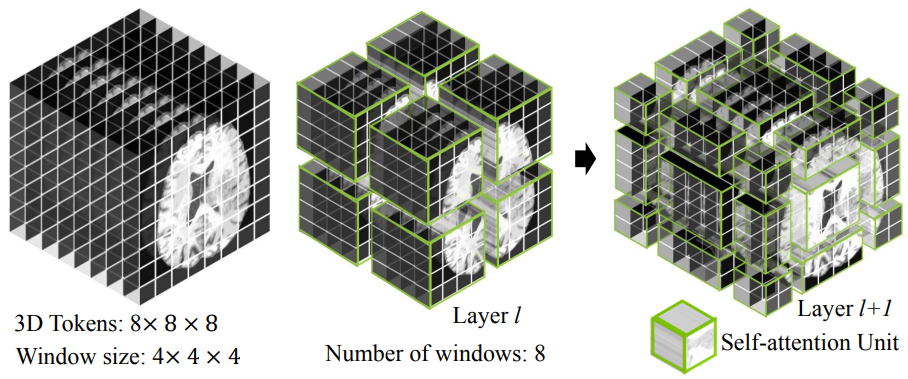 3D Tokens: 8× 8 × 8
Window size: 4× 4 × 4
Layer l
Number of windows: 8
Layer l+1
Self-attention Unit